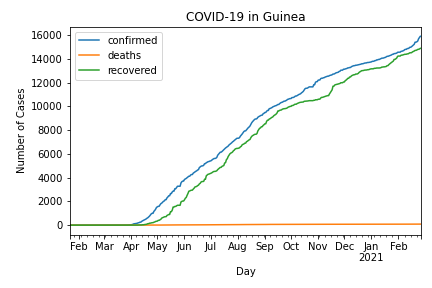 COVID-19 in Guinea
confirmed
deaths
recovered
Number of Cases
16000
14000
12000
10000
8000
6000
4000
2000
0
Feb Mar Apr May Jun Jul Aug Sep Oct Nov Dec Jan Feb
2021
Day